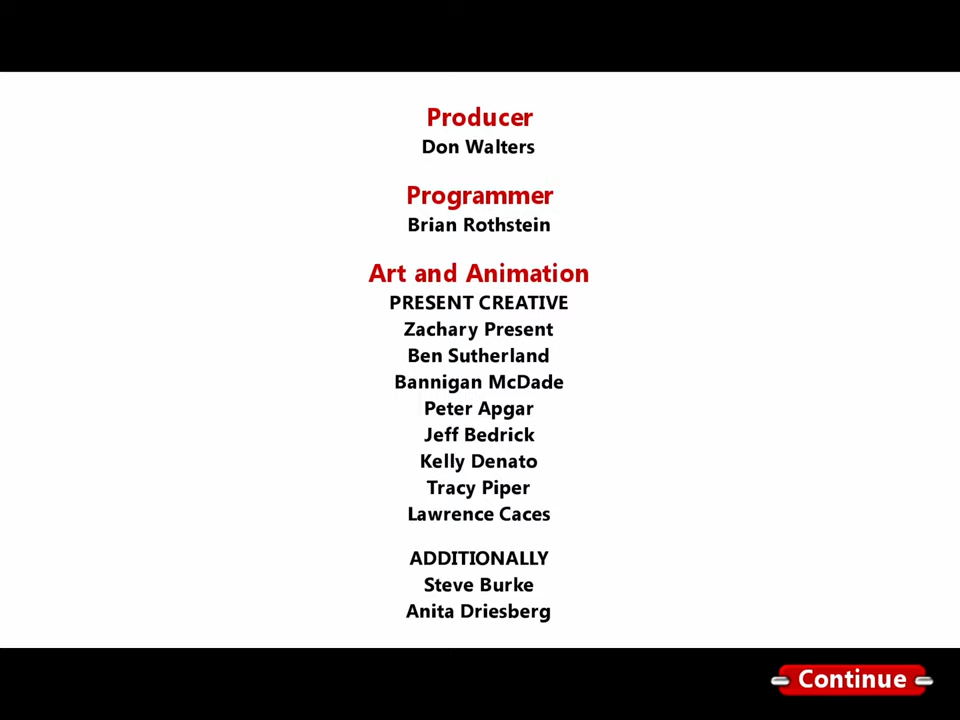 Producer
Don Walters
Programmer
Brian Rothstein
Art and Animation
PRESENT CREATIVE
Zachary Present
Ben Sutherland
Bannigan McDade
Peter Apgar
Jeff Bedrick
Kelly Denato
Tracy Piper
Lawrence Caces
ADDITIONALLY
Steve Burke
Anita Driesberg
Continue